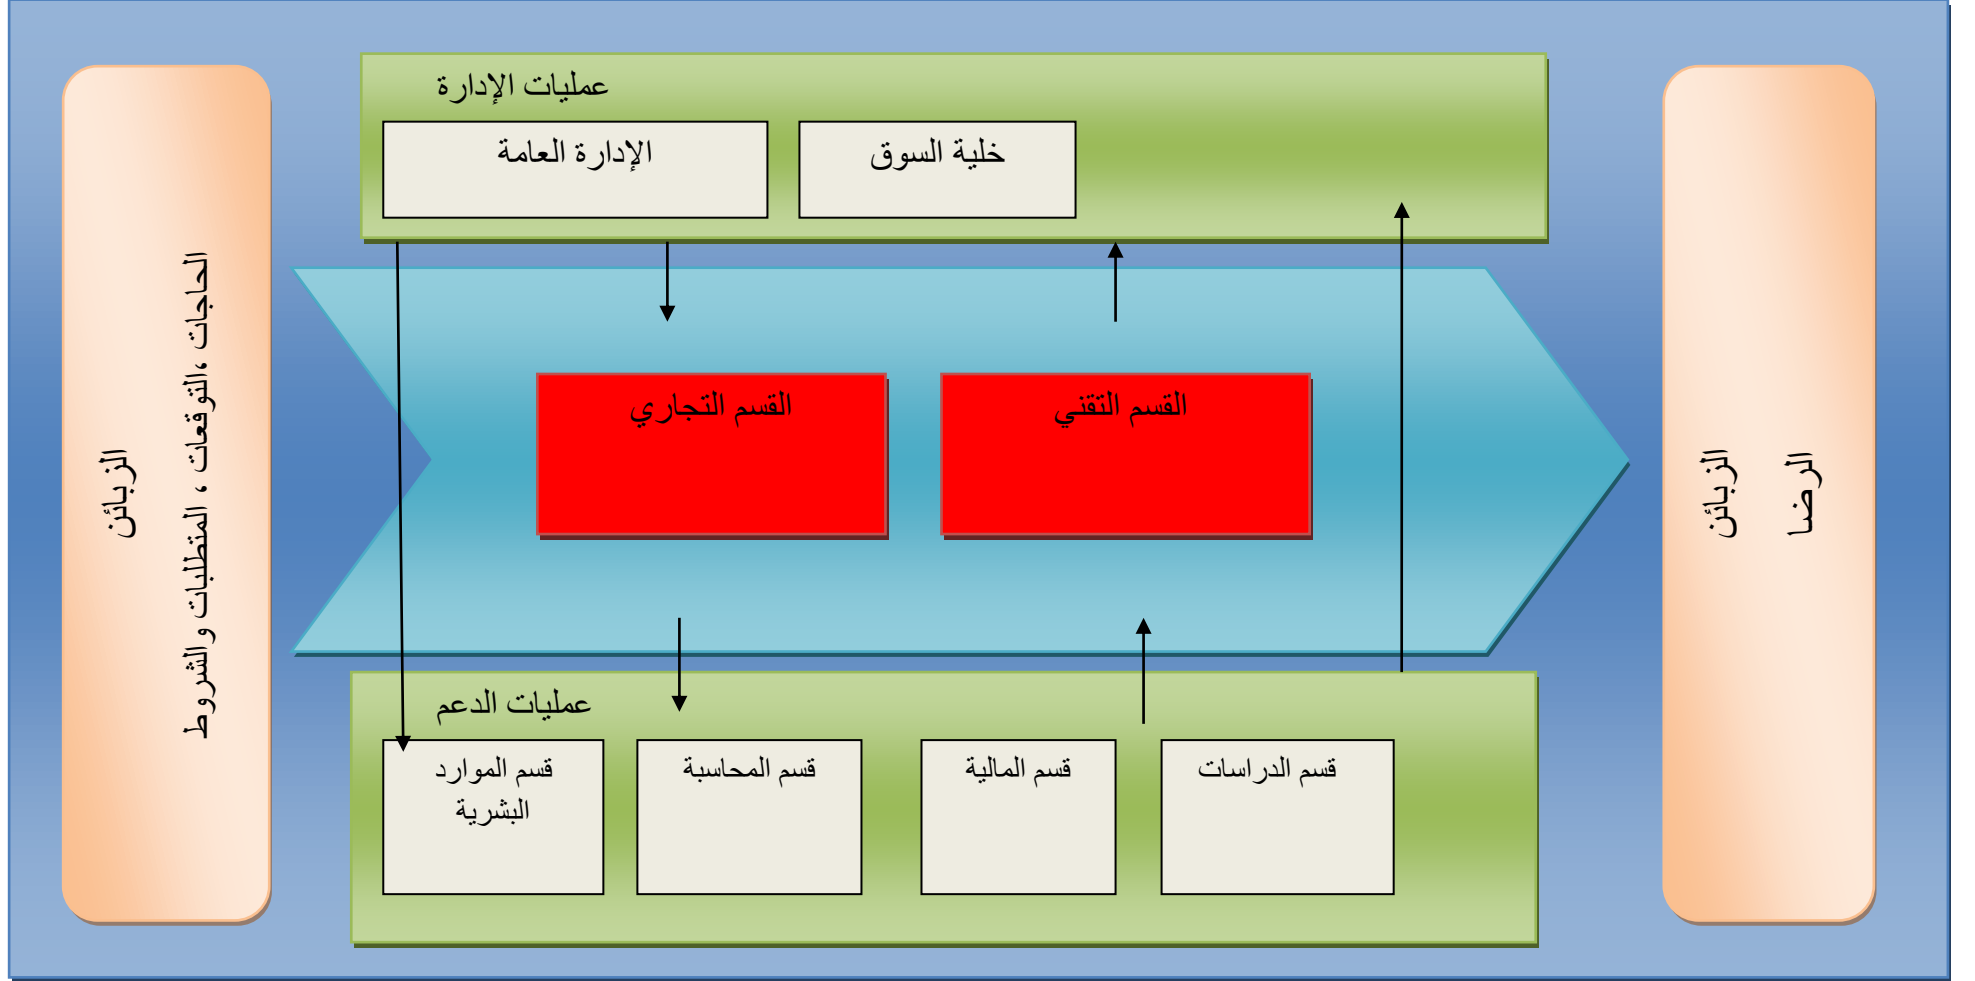 عمليات الإدارة
الإدارة العامة
خلية السوق
الزبائن
الحاجات ،التوقعات ، المتطلبات والشروط
القسم التجاري
القسم التقني
الزبائن
الرضا
عمليات الدعم
قسم الموارد
البشرية
قسم المحاسبة
قسم المالية
قسم الدراسات